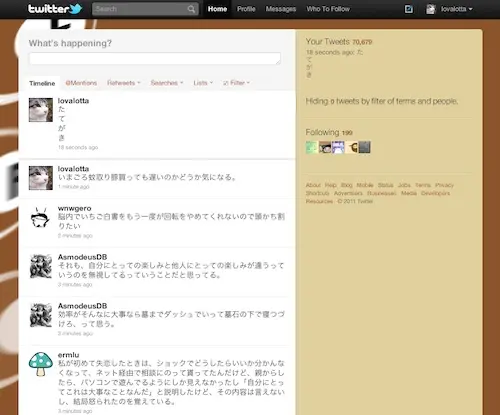 twitter
Search
Home
Profile
Messages
Who To Follow
lovalotta
What's happening?
Timeline
@Mentions
Retweets
Searches
Lists
Filter
lovalotta
た
て
が
き
18 seconds ago
lovalotta
いまごろ蚊取り膀胱買っても遅いのかどうか気になる。
1 minute ago
wnwgero
脳内でいちご白書をもう一度が回転をやめてくれないので頭かち割
りたい
3 minutes ago
AsmodeusDB
それも、自分にとっての楽しみと他人にとっての楽しみが違うって
いうのを無視してるっていうことだと思ってる。
3 minutes ago
AsmodeusDB
効率がそんなに大事なら墓までダッシュでいって墓石の下で寝つづ
けろ、って思う。
3 minutes ago
ermlu
私が初めて失恋したときは、ショックでどうしたらいいか分かんな
くなって、ネット経由で相談にのって貰ってたんだけど、親からし
たら、パソコンで遊んでるようにしか見えなかったし「自分にとっ
てこれは大事なことなんだ」と説明したけど、その内容は言えない
し、結局怒られたのを覚えている。
Your Tweets 70,679
18 seconds ago た
て
が
き
Hiding 9 tweets by filter of terms and people.
Following 199
About Help Blog Mobile Status Jobs Terms Privacy
Shortcuts Advertisers Businesses Media Developers
Resources © 2011 Twitter